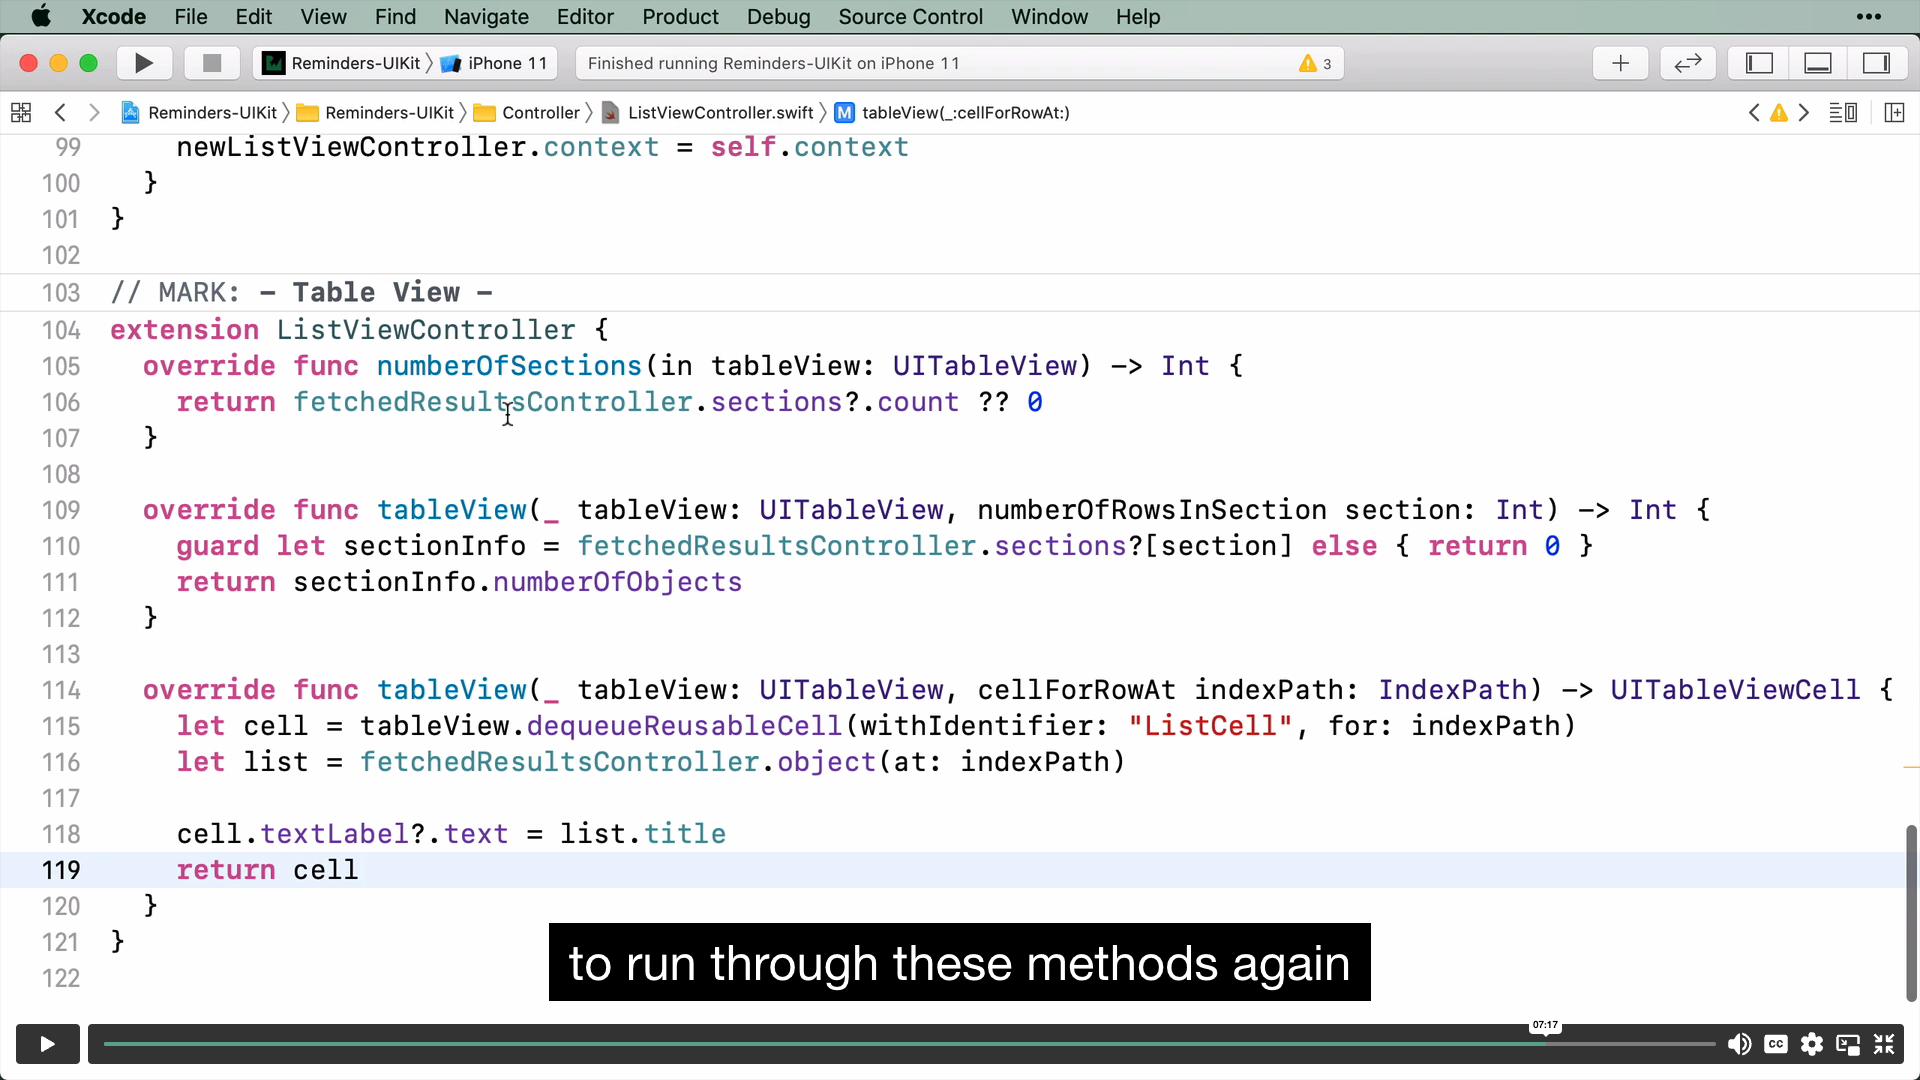 Xcode File Edit View Find Navigate Editor Product Debug Source Control Window Help
Reminders-UIKit iPhone 11 Finished running Reminders-UIKit on iPhone 11 3
Reminders-UIKit Reminders-UIKit Controller ListViewController.swift M tableView(_:cellForRowAt:)
99 newListViewController.context = self.context
100 }
101 }
102
103 // MARK: - Table View -
104 extension ListViewController {
105 override func numberOfSections(in tableView: UITableView) -> Int {
106 return fetchedResultsController.sections?.count ?? 0
107 }
108
109 override func tableView(_ tableView: UITableView, numberOfRowsInSection section: Int) -> Int {
110 guard let sectionInfo = fetchedResultsController.sections?[section] else { return 0 }
111 return sectionInfo.numberOfObjects
112 }
113
114 override func tableView(_ tableView: UITableView, cellForRowAt indexPath: IndexPath) -> UITableViewCell {
115 let cell = tableView.dequeueReusableCell(withIdentifier: "ListCell", for: indexPath)
116 let list = fetchedResultsController.object(at: indexPath)
117
118 cell.textLabel?.text = list.title
119 return cell
120 }
121 }
122
to run through these methods again
07:17
CC